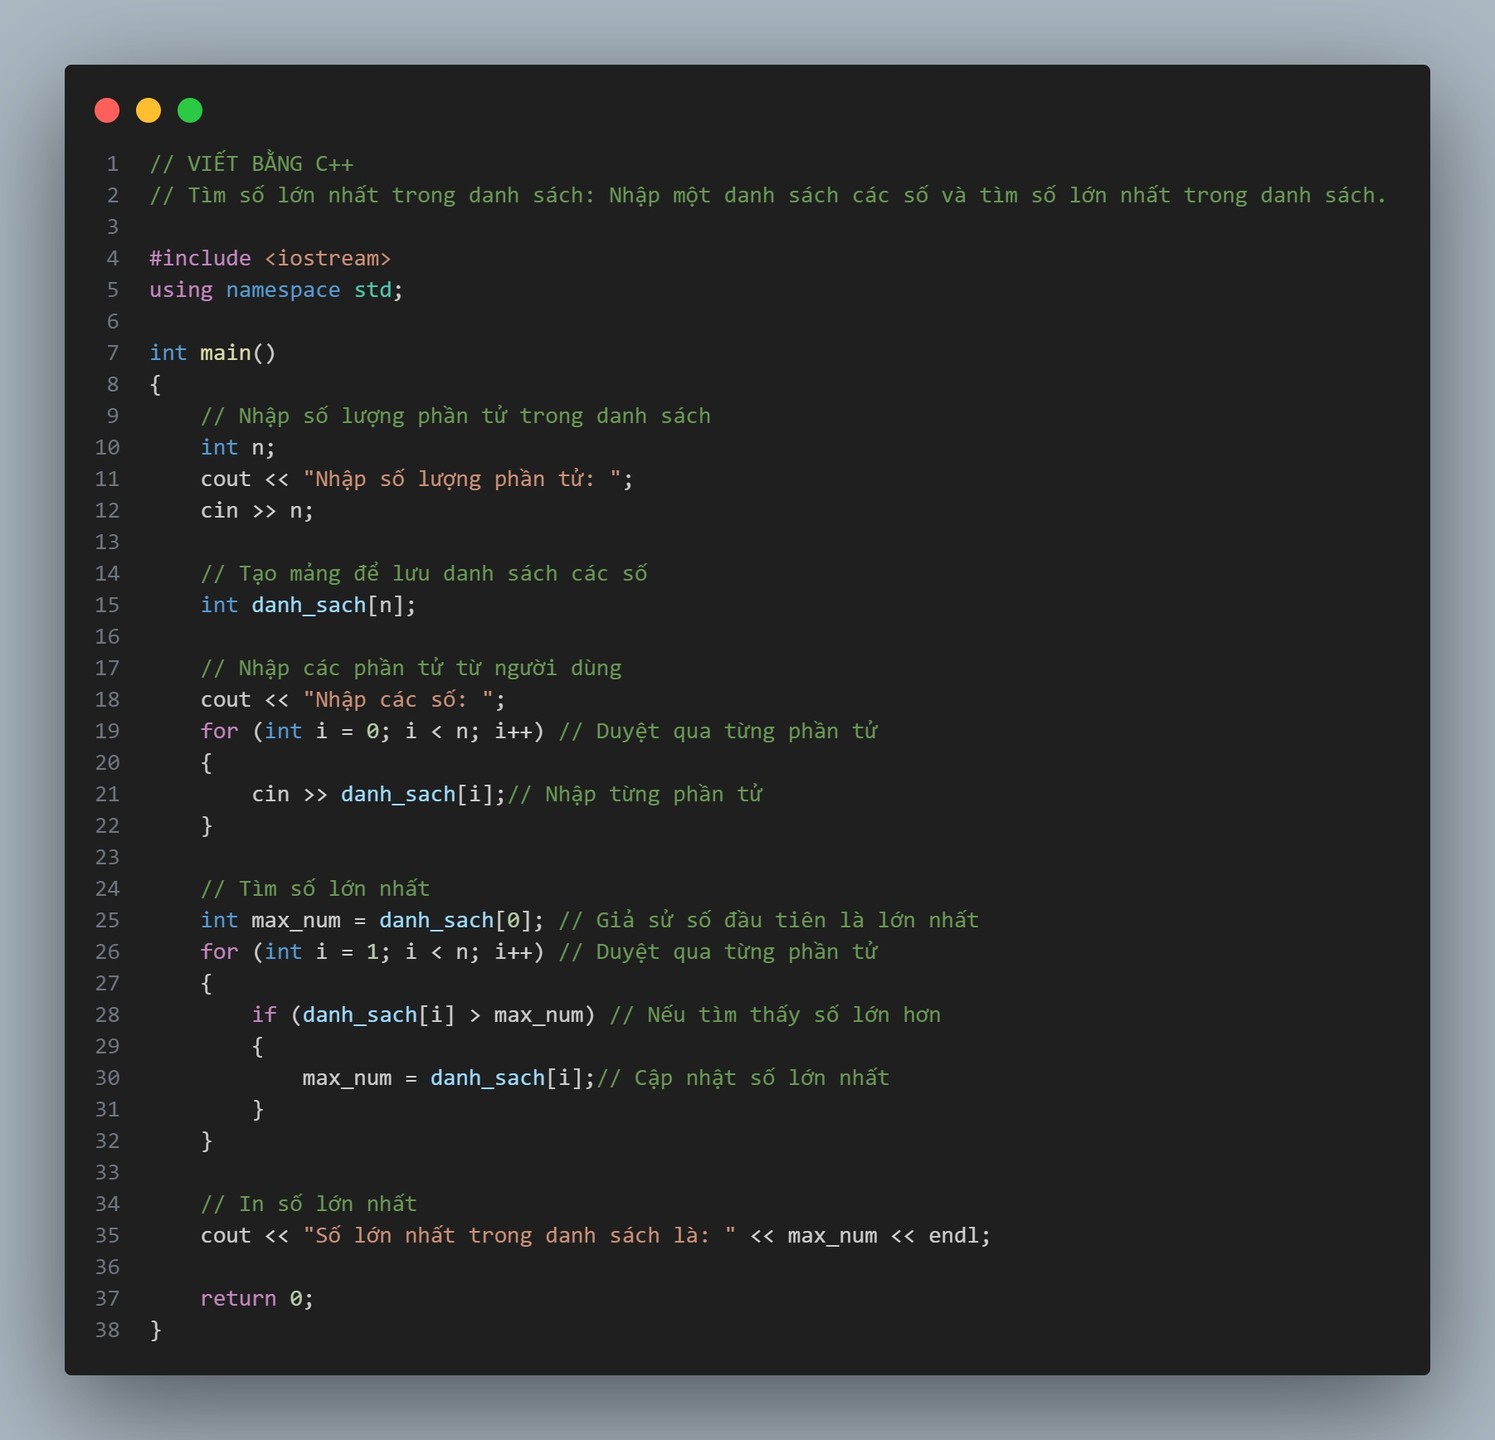 1 // VIẾT BẰNG C++
2 // Tìm số lớn nhất trong danh sách: Nhập một danh sách các số và tìm số lớn nhất trong danh sách.
3
4 #include <iostream>
5 using namespace std;
6
7 int main()
8 {
9     // Nhập số lượng phần tử trong danh sách
10     int n;
11     cout << "Nhập số lượng phần tử: ";
12     cin >> n;
13
14     // Tạo mảng để lưu danh sách các số
15     int danh_sach[n];
16
17     // Nhập các phần tử từ người dùng
18     cout << "Nhập các số: ";
19     for (int i = 0; i < n; i++) // Duyệt qua từng phần tử
20     {
21         cin >> danh_sach[i];// Nhập từng phần tử
22     }
23
24     // Tìm số lớn nhất
25     int max_num = danh_sach[0]; // Giả sử số đầu tiên là lớn nhất
26     for (int i = 1; i < n; i++) // Duyệt qua từng phần tử
27     {
28         if (danh_sach[i] > max_num) // Nếu tìm thấy số lớn hơn
29         {
30             max_num = danh_sach[i];// Cập nhật số lớn nhất
31         }
32     }
33
34     // In số lớn nhất
35     cout << "Số lớn nhất trong danh sách là: " << max_num << endl;
36
37     return 0;
38 }